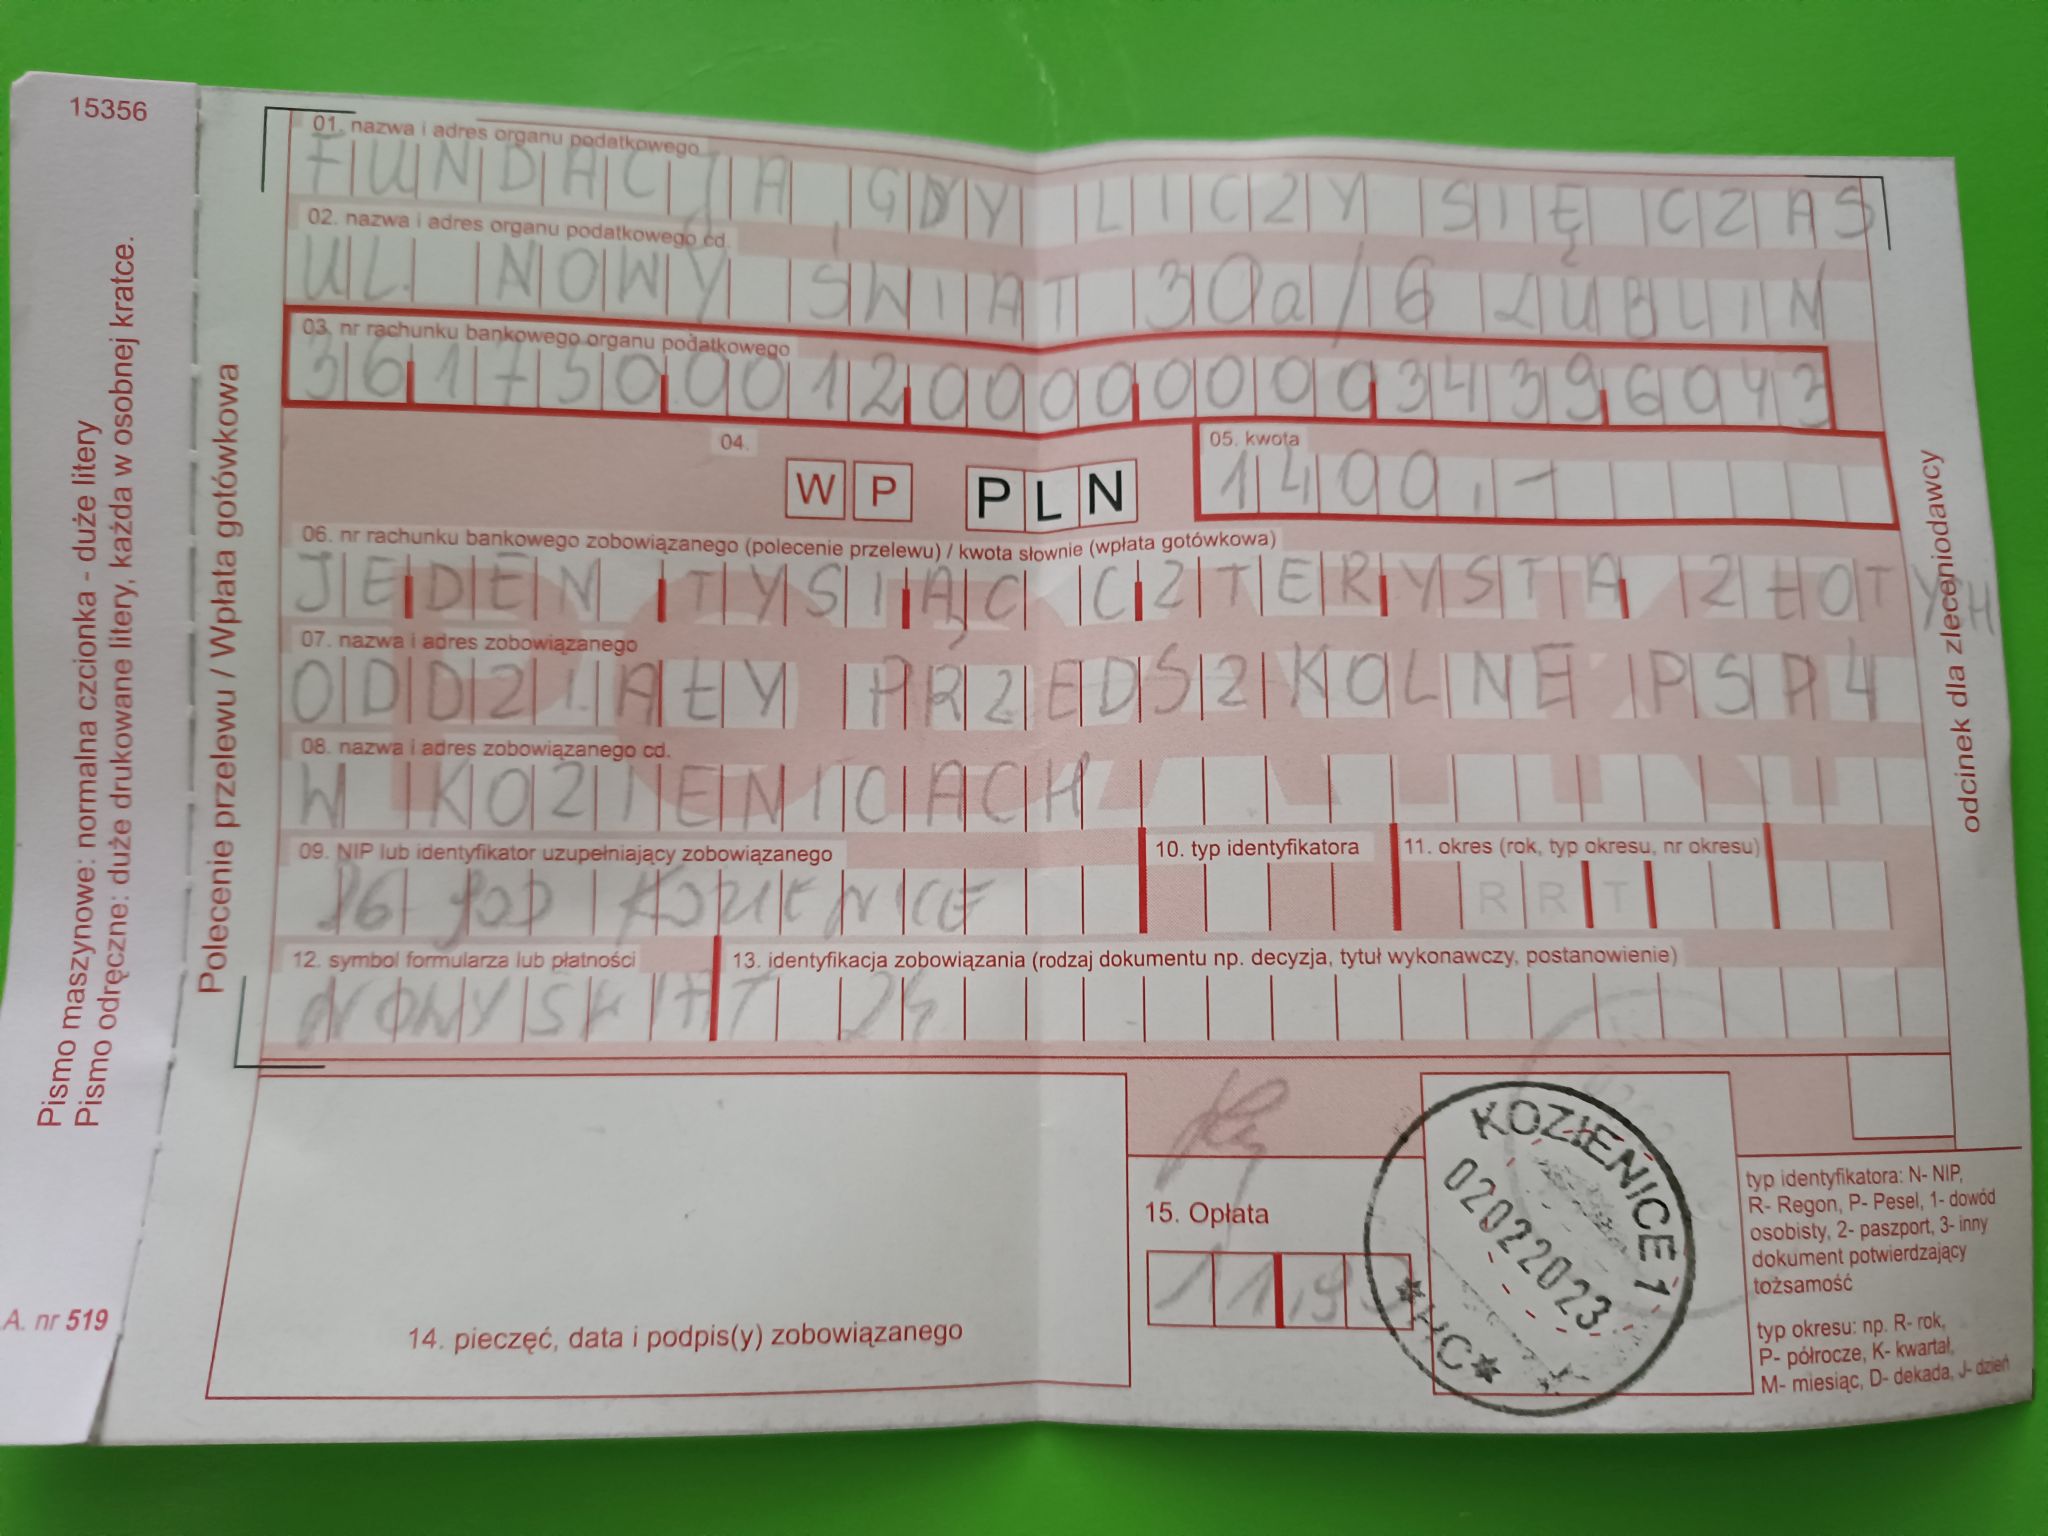 15356
01. nazwa i adres organu podatkowego
FUNDACJA GDY LICZY SIĘ CZAS
02. nazwa i adres organu podatkowego cd.
UL. NOWY ŚWIAT 30a/6 LUBLIN
03. nr rachunku bankowego organu podatkowego
36175000120000000034396043
04.
WP PLN
05. kwota
1400,-
06. nr rachunku bankowego zobowiązanego (polecenie przelewu) / kwota słownie (wpłata gotówkowa)
JEDEN TYSIĄC CZTERYSTA ZŁOTYCH
07. nazwa i adres zobowiązanego
ODDZIAŁY PRZEDSZKOLNE PSP4
08. nazwa i adres zobowiązanego cd.
W KOZIENICACH
09. NIP lub identyfikator uzupełniający zobowiązanego
KOZIENICE
10. typ identyfikatora
11. okres (rok, typ okresu, nr okresu)
R R T
12. symbol formularza lub płatności
13. identyfikacja zobowiązania (rodzaj dokumentu np. decyzja, tytuł wykonawczy, postanowienie)
NOWY ŚWIAT 24
14. pieczęć, data i podpis(y) zobowiązanego
15. Opłata
KOZIENICE 1
02022023
*HC*
typ identyfikatora: N- NIP,
R- Regon, P- Pesel, 1- dowód
osobisty, 2- paszport, 3- inny
dokument potwierdzający
tożsamość
typ okresu: np. R- rok,
P- półrocze, K- kwartał,
M- miesiąc, D- dekada, J- dzień
Pismo maszynowe: normalna czcionka - duże litery
Pismo odręczne: duże drukowane litery, każda w osobnej kratce.
Polecenie przelewu / Wpłata gotówkowa
odcinek dla zleceniodawcy
A. nr 519